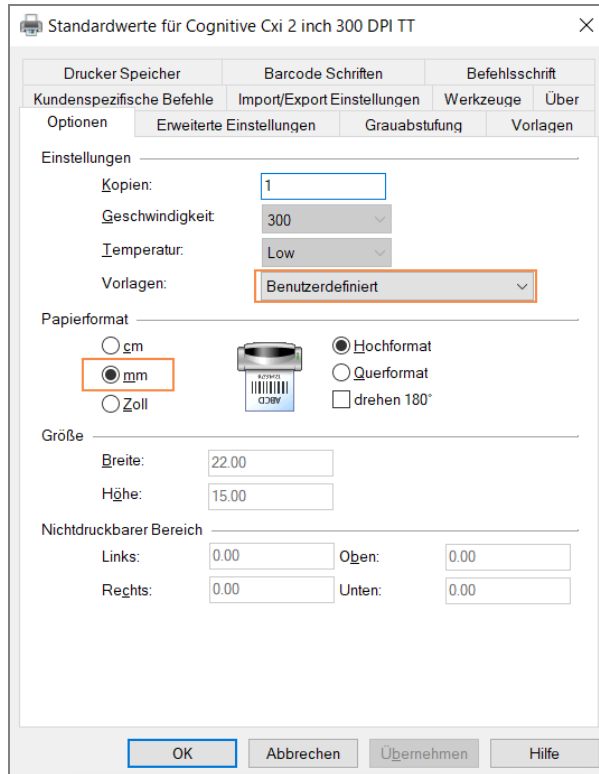 Standardwerte für Cognitive Cxi 2 inch 300 DPI TT
Drucker Speicher Barcode Schriften Befehlsschrift
Kundenspezifische Befehle Import/Export Einstellungen Werkzeuge Über
Optionen Erweiterte Einstellungen Grauabstufung Vorlagen
Einstellungen
Kopien: 1
Geschwindigkeit: 300
Temperatur: Low
Vorlagen: Benutzerdefiniert
Papierformat
cm Hochformat
mm Querformat
Zoll drehen 180°
ABCD
Größe
Breite: 22.00
Höhe: 15.00
Nichtdruckbarer Bereich
Links: 0.00 Oben: 0.00
Rechts: 0.00 Unten: 0.00
OK Abbrechen Übernehmen Hilfe